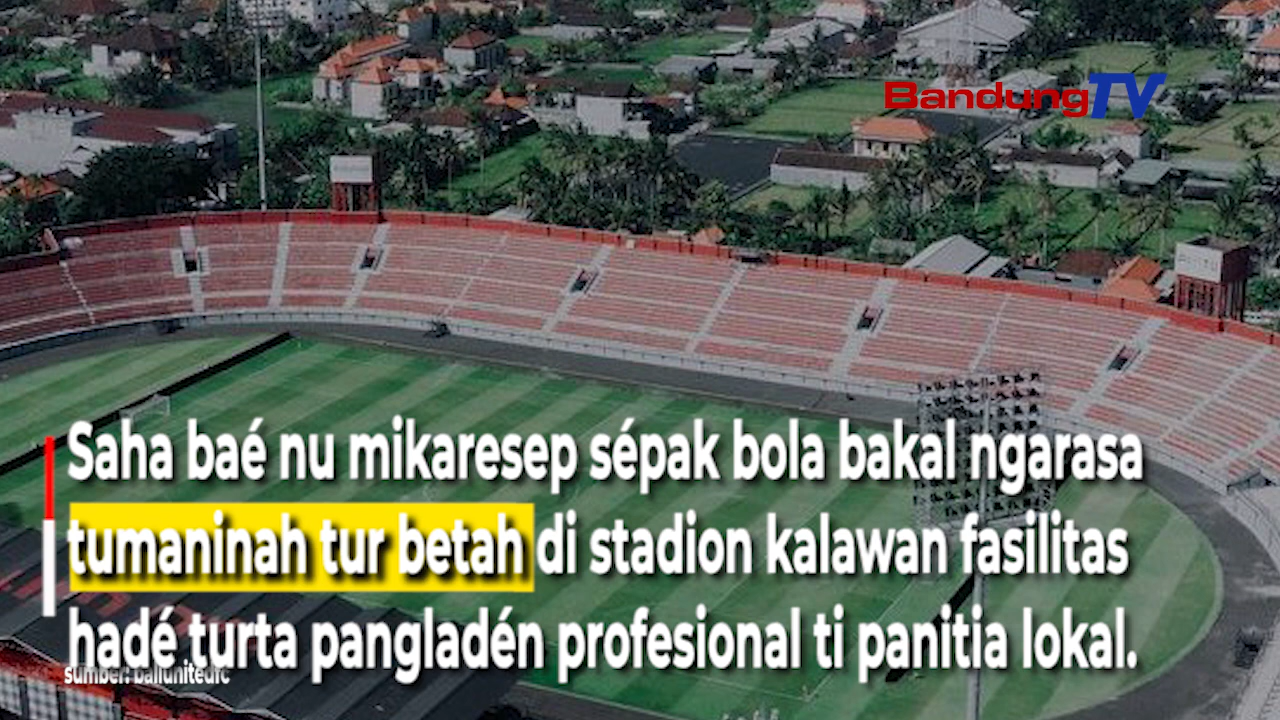 BandungTV
Saha baé nu mikaresep sépak bola bakal ngarasa
tumaninah tur betah di stadion kalawan fasilitas
hadé turta pangladén profesional ti panitia lokal.
sumber: baliunitedfc